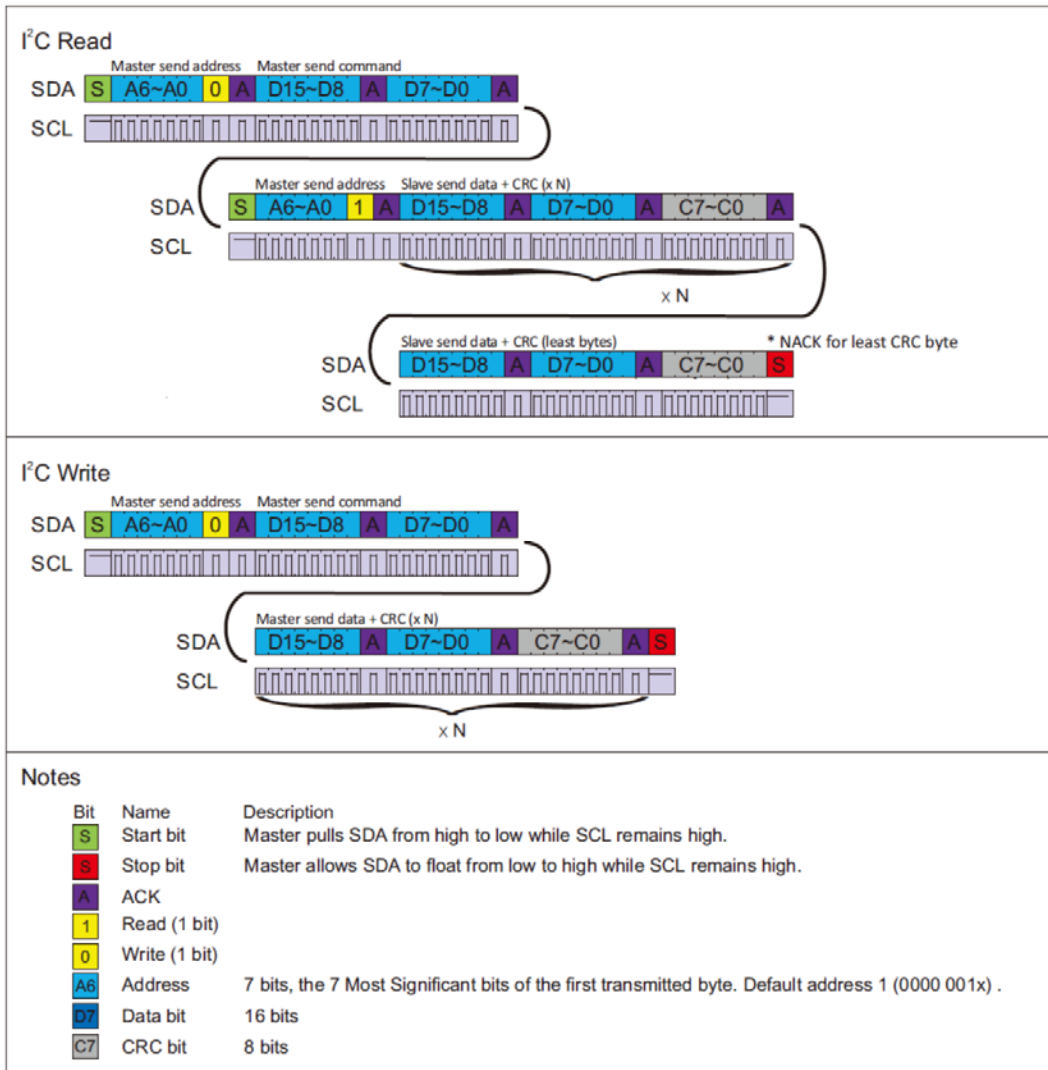 I²C Read
Master send address Master send command
SDA S A6~A0 0 A D15~D8 A D7~D0 A
SCL
Master send address Slave send data + CRC (x N)
SDA S A6~A0 1 A D15~D8 A D7~D0 A C7~C0 A
SCL
x N
Slave send data + CRC (least bytes) * NACK for least CRC byte
SDA D15~D8 A D7~D0 A C7~C0 S
SCL
I²C Write
Master send address Master send command
SDA S A6~A0 0 A D15~D8 A D7~D0 A
SCL
Master send data + CRC (x N)
SDA D15~D8 A D7~D0 A C7~C0 A S
SCL
x N
Notes
Bit Name Description
S Start bit Master pulls SDA from high to low while SCL remains high.
S Stop bit Master allows SDA to float from low to high while SCL remains high.
A ACK
1 Read (1 bit)
0 Write (1 bit)
A6 Address 7 bits, the 7 Most Significant bits of the first transmitted byte. Default address 1 (0000 001x) .
D7 Data bit 16 bits
C7 CRC bit 8 bits